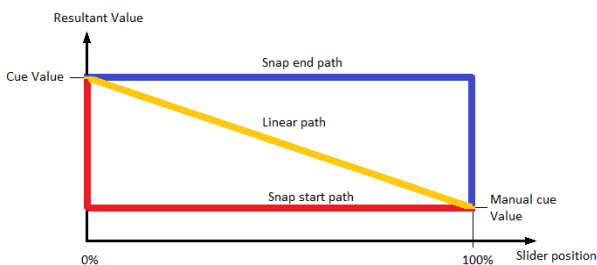 Resultant Value
Snap end path
Cue Value
Linear path
Snap start path
Manual cue
Value
0%
100%
Slider position